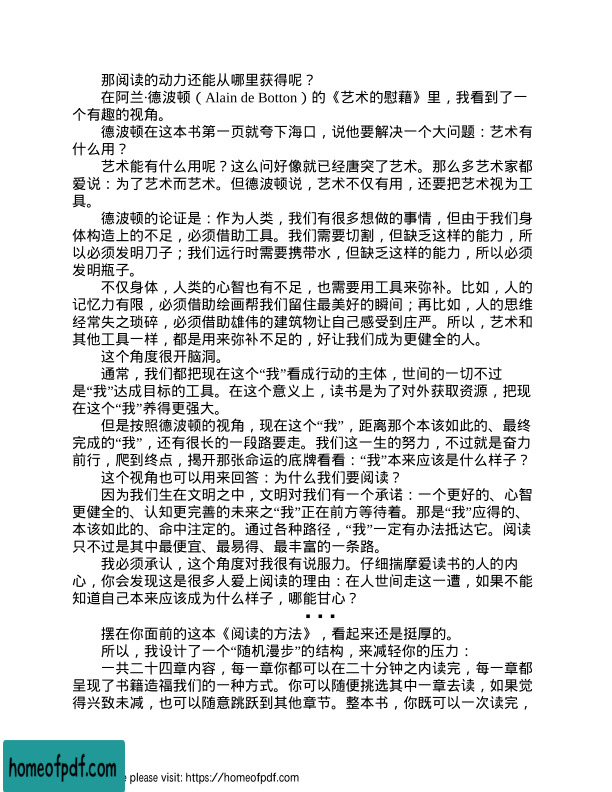 那阅读的动力还能从哪里获得呢？
在阿兰·德波顿（Alain de Botton）的《艺术的慰藉》里，我看到了一
个有趣的视角。
德波顿在这本书第一页就夸下海口，说他要解决一个大问题：艺术有
什么用？
艺术能有什么用呢？这么问好像就已经唐突了艺术。那么多艺术家都
爱说：为了艺术而艺术。但德波顿说，艺术不仅有用，还要把艺术视为工
具。
德波顿的论证是：作为人类，我们有很多想做的事情，但由于我们身
体构造上的不足，必须借助工具。我们需要切割，但缺乏这样的能力，所
以必须发明刀子；我们远行时需要携带水，但缺乏这样的能力，所以必须
发明瓶子。
不仅身体，人类的心智也有不足，也需要用工具来弥补。比如，人的
记忆力有限，必须借助绘画帮我们留住最美好的瞬间；再比如，人的思维
经常失之琐碎，必须借助雄伟的建筑物让自己感受到庄严。所以，艺术和
其他工具一样，都是用来弥补不足的，好让我们成为更健全的人。
这个角度很开脑洞。
通常，我们都把现在这个“我”看成行动的主体，世间的一切不过
是“我”达成目标的工具。在这个意义上，读书是为了对外获取资源，把现
在这个“我”养得更强大。
但是按照德波顿的视角，现在这个“我”，距离那个本该如此的、最终
完成的“我”，还有很长的一段路要走。我们这一生的努力，不过就是奋力
前行，爬到终点，揭开那张命运的底牌看看：“我”本来应该是什么样子？
这个视角也可以用来回答：为什么我们要阅读？
因为我们生在文明之中，文明对我们有一个承诺：一个更好的、心智
更健全的、认知更完善的未来之“我”正在前方等待着。那是“我”应得的、
本该如此的、命中注定的。通过各种路径，“我”一定有办法抵达它。阅读
只不过是其中最便宜、最易得、最丰富的一条路。
我必须承认，这个角度对我很有说服力。仔细揣摩爱读书的人的内
心，你会发现这是很多人爱上阅读的理由：在人世间走这一遭，如果不能
知道自己本来应该成为什么样子，哪能甘心？
▪ ▪ ▪
摆在你面前的这本《阅读的方法》，看起来还是挺厚的。
所以，我设计了一个“随机漫步”的结构，来减轻你的压力：
一共二十四章内容，每一章你都可以在二十分钟之内读完，每一章都
呈现了书籍造福我们的一种方式。你可以随便挑选其中一章去读，如果觉
得兴致未减，也可以随意跳跃到其他章节。整本书，你既可以一次读完，
homeofpdf.com
please visit: https://homeofpdf.com